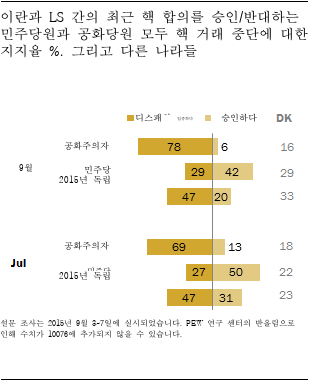 이란과 LS 간의 최근 핵 합의를 승인/반대하는
민주당원과 공화당원 모두 핵 거래 중단에 대한
지지율 %. 그리고 다른 나라들
디스패 승인하다 DK
공화주의자 78 6 16
9월
민주당 29 42 29
2015년 독립
47 20 33
공화주의자 69 13 18
Jul
민주당 27 50 22
2015년 독립
47 31 23
설문 조사는 2015년 9월 3-7일에 실시되었습니다. PEW 연구 센터의 반올림으로
인해 수치가 10076에 추가되지 않을 수 있습니다.